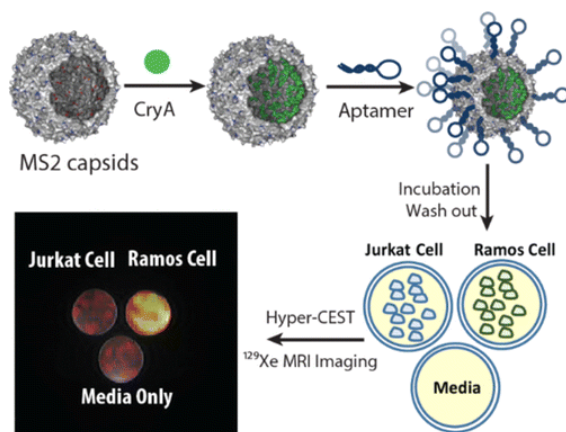 CryA
Aptamer
MS2 capsids
Incubation
Wash out
Jurkat Cell Ramos Cell
Jurkat Cell Ramos Cell
Hyper-CEST
¹²⁹Xe MRI Imaging
Media Only
Media